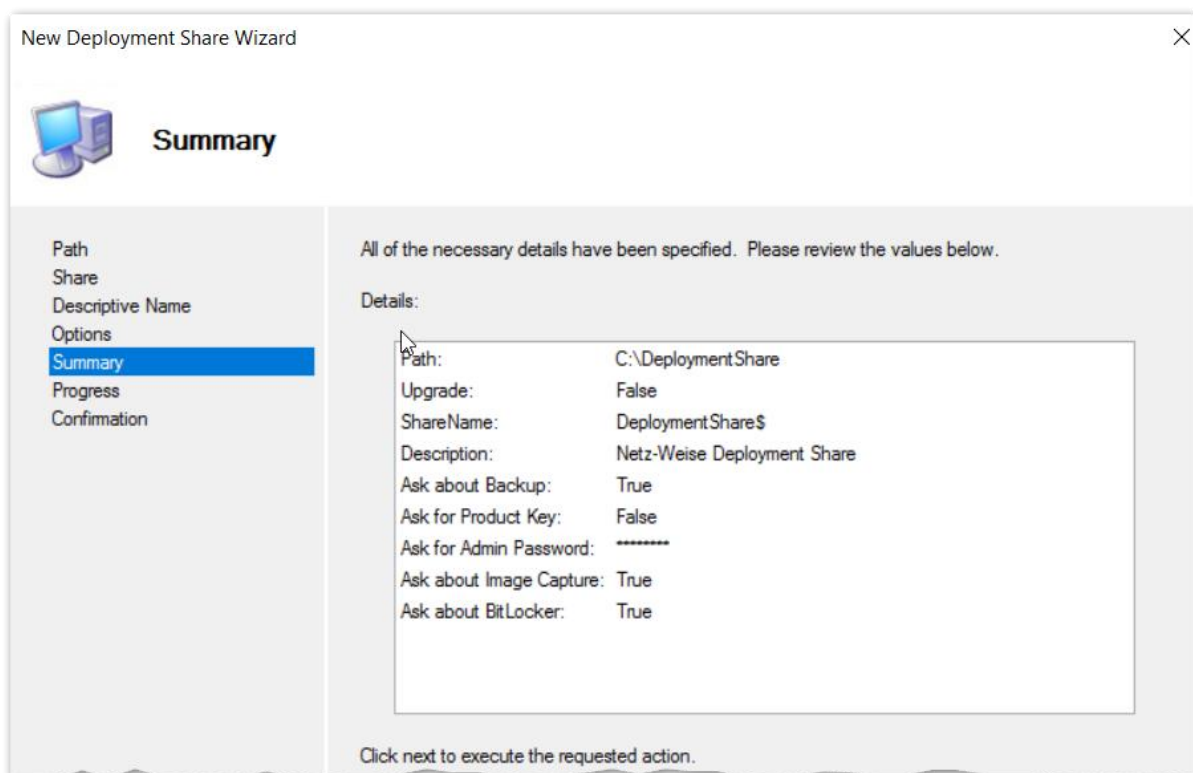 New Deployment Share Wizard
Summary
Path
Share
Descriptive Name
Options
Summary
Progress
Confirmation
All of the necessary details have been specified. Please review the values below.
Details:
Path: C:\DeploymentShare
Upgrade: False
ShareName: DeploymentShare$
Description: Netz-Weise Deployment Share
Ask about Backup: True
Ask for Product Key: False
Ask for Admin Password: ********
Ask about Image Capture: True
Ask about BitLocker: True
Click next to execute the requested action.